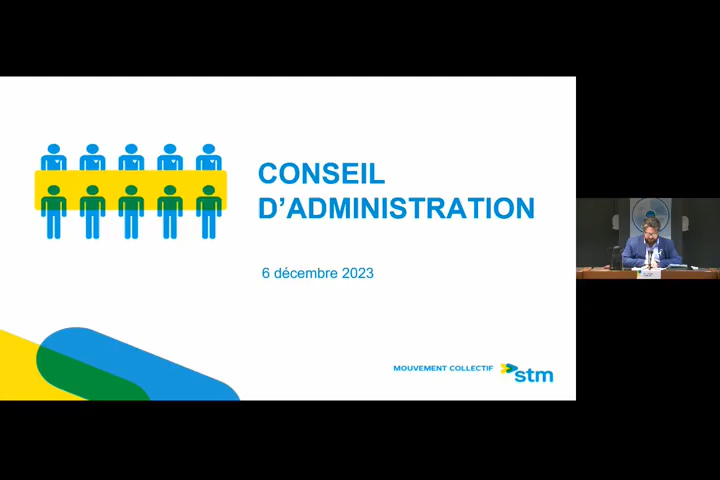 CONSEIL
D'ADMINISTRATION
6 décembre 2023
MOUVEMENT COLLECTIF
stm